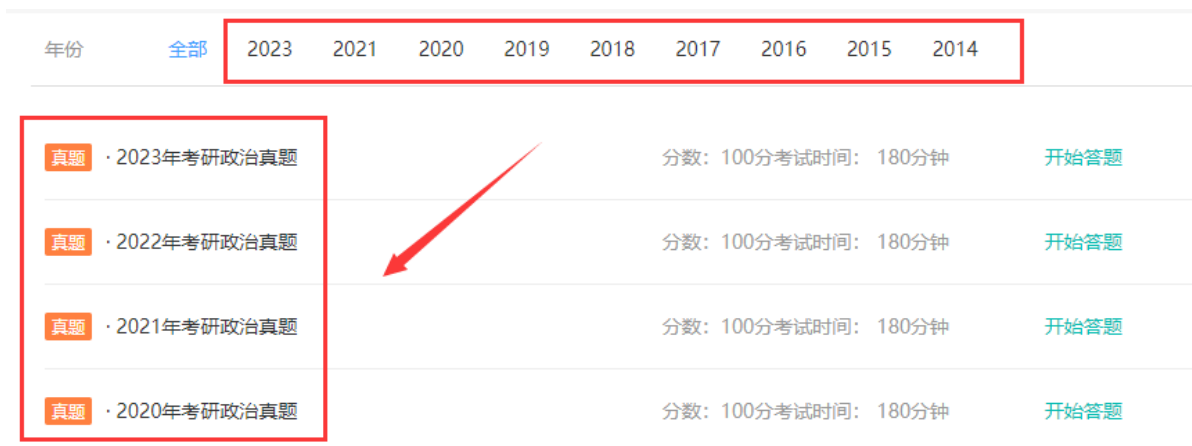 年份 全部 2023 2021 2020 2019 2018 2017 2016 2015 2014
真题 · 2023年考研政治真题 分数：100分考试时间： 180分钟 开始答题
真题 · 2022年考研政治真题 分数：100分考试时间： 180分钟 开始答题
真题 · 2021年考研政治真题 分数：100分考试时间： 180分钟 开始答题
真题 · 2020年考研政治真题 分数：100分考试时间： 180分钟 开始答题